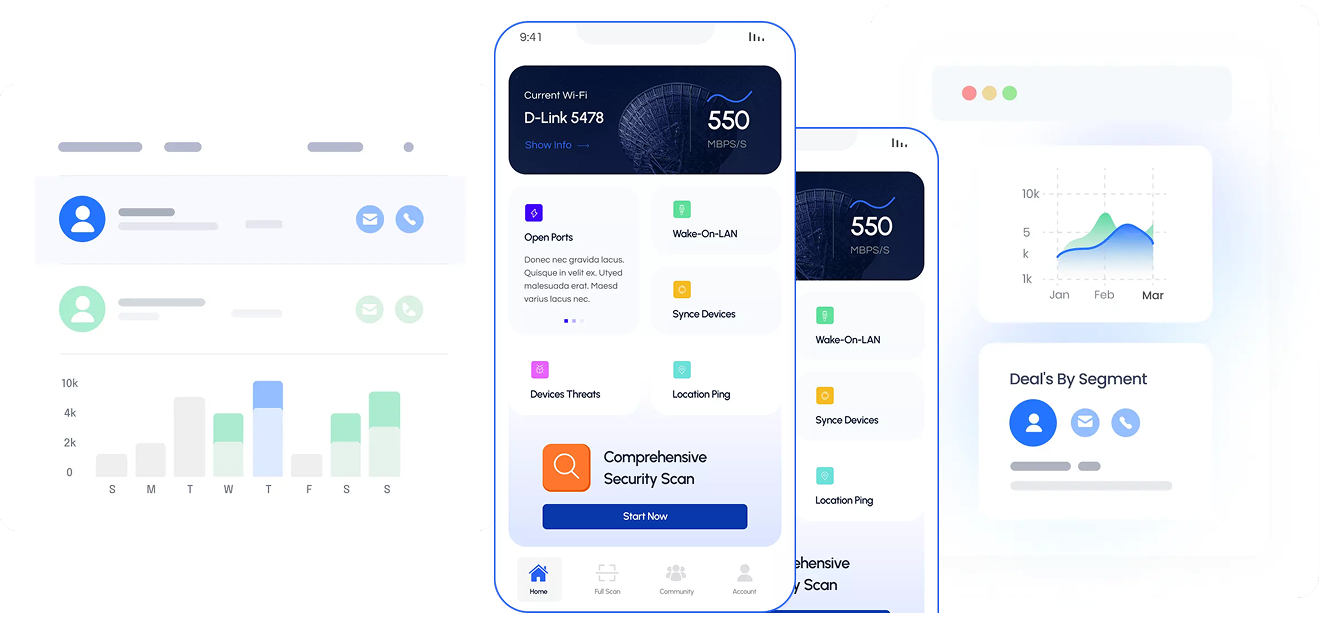 10k
4k
2k
0
S M T W T F S S
9:41
Current Wi-Fi
D-Link 5478
Show Info
550
MBPS/S
Open Ports
Donec nec gravida lacus.
Quisque in velit ex. Utyed
malesuada erat. Maesd
varius lacus nec.
Wake-On-LAN
Synce Devices
Devices Threats
Location Ping
Comprehensive
Security Scan
Start Now
Home
Full Scan
Community
Account
550
MBPS/S
Wake-On-LAN
Synce Devices
Location Ping
ehensive
y Scan
10k
5
k
1k
Jan Feb Mar
Deal's By Segment